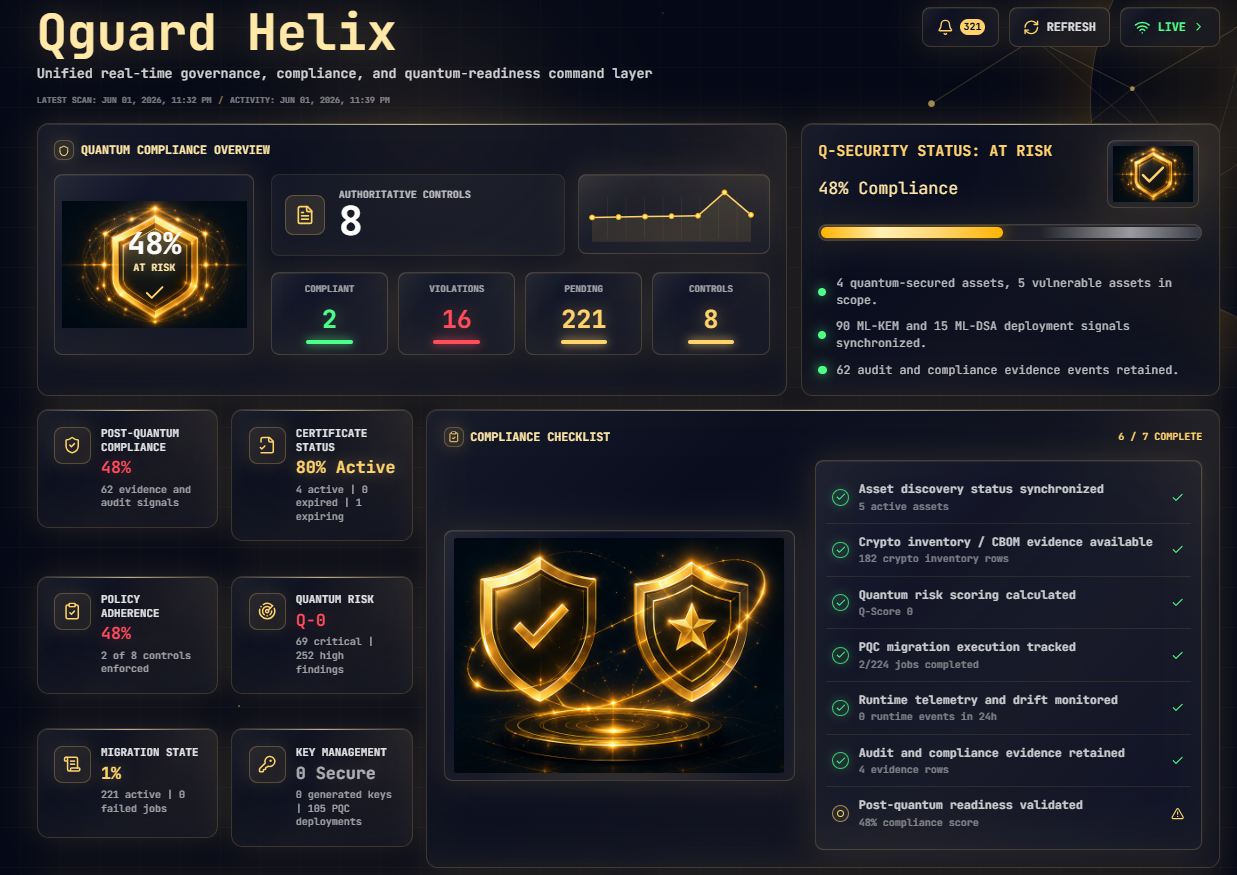 Qguard Helix
321
REFRESH
LIVE
Unified real-time governance, compliance, and quantum-readiness command layer
LATEST SCAN: JUN 01, 2026, 11:32 PM / ACTIVITY: JUN 01, 2026, 11:39 PM
QUANTUM COMPLIANCE OVERVIEW
48%
AT RISK
AUTHORITATIVE CONTROLS
8
COMPLIANT
2
VIOLATIONS
16
PENDING
221
CONTROLS
8
Q-SECURITY STATUS: AT RISK
48% Compliance
4 quantum-secured assets, 5 vulnerable assets in
scope.
90 ML-KEM and 15 ML-DSA deployment signals
synchronized.
62 audit and compliance evidence events retained.
POST-QUANTUM
COMPLIANCE
48%
62 evidence and
audit signals
CERTIFICATE
STATUS
80% Active
4 active | 0
expired | 1
expiring
POLICY
ADHERENCE
48%
2 of 8 controls
enforced
QUANTUM RISK
Q-0
69 critical |
252 high
findings
MIGRATION STATE
1%
221 active | 0
failed jobs
KEY MANAGEMENT
0 Secure
0 generated keys
| 105 PQC
deployments
COMPLIANCE CHECKLIST
6 / 7 COMPLETE
Asset discovery status synchronized
5 active assets
Crypto inventory / CBOM evidence available
182 crypto inventory rows
Quantum risk scoring calculated
Q-Score 0
PQC migration execution tracked
2/224 jobs completed
Runtime telemetry and drift monitored
0 runtime events in 24h
Audit and compliance evidence retained
4 evidence rows
Post-quantum readiness validated
48% compliance score